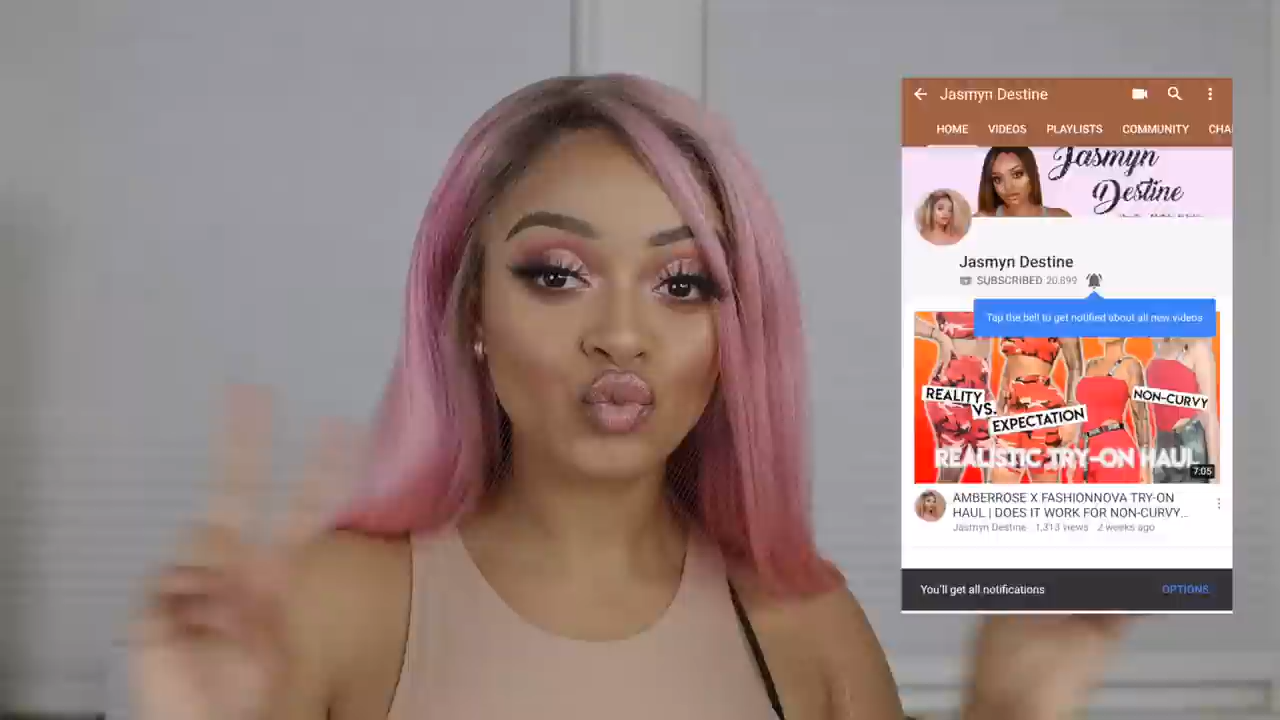 Jasmyn Destine
HOME VIDEOS PLAYLISTS COMMUNITY CHA
Jasmyn
Destine
Jasmyn Destine
SUBSCRIBED 20,899
Tap the bell to get notified about all new videos
REALITY
VS.
EXPECTATION
NON-CURVY
REALISTIC TRY-ON HAUL
7:05
AMBERROSE X FASHIONNOVA TRY-ON
HAUL | DOES IT WORK FOR NON-CURVY...
Jasmyn Destine 1,313 views 2 weeks ago
You'll get all notifications OPTIONS